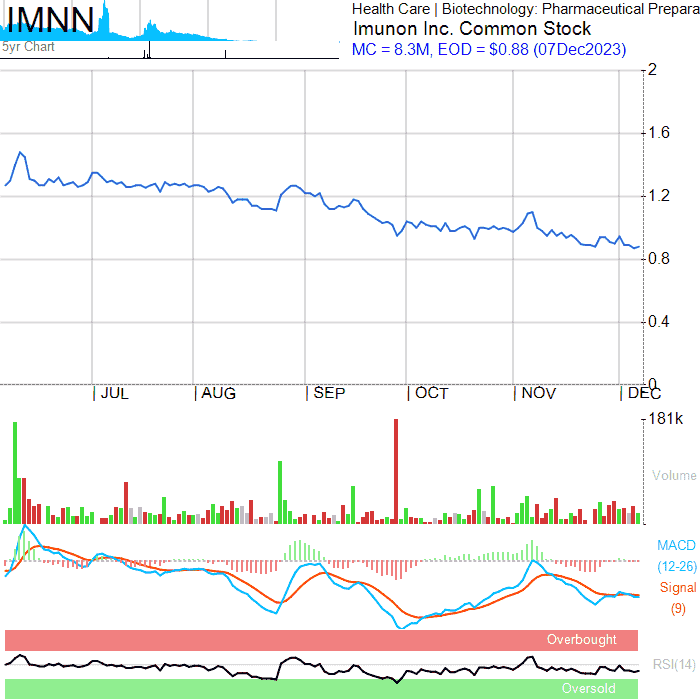 IMNN
Health Care | Biotechnology: Pharmaceutical Prepara
Imunon Inc. Common Stock
5yr Chart
MC = 8.3M, EOD = $0.88 (07Dec2023)
2
1.6
1.2
0.8
0.4
0
JUL AUG SEP OCT NOV DEC
181k
Volume
MACD
(12-26)
Signal
(9)
Overbought
RSI(14)
Oversold